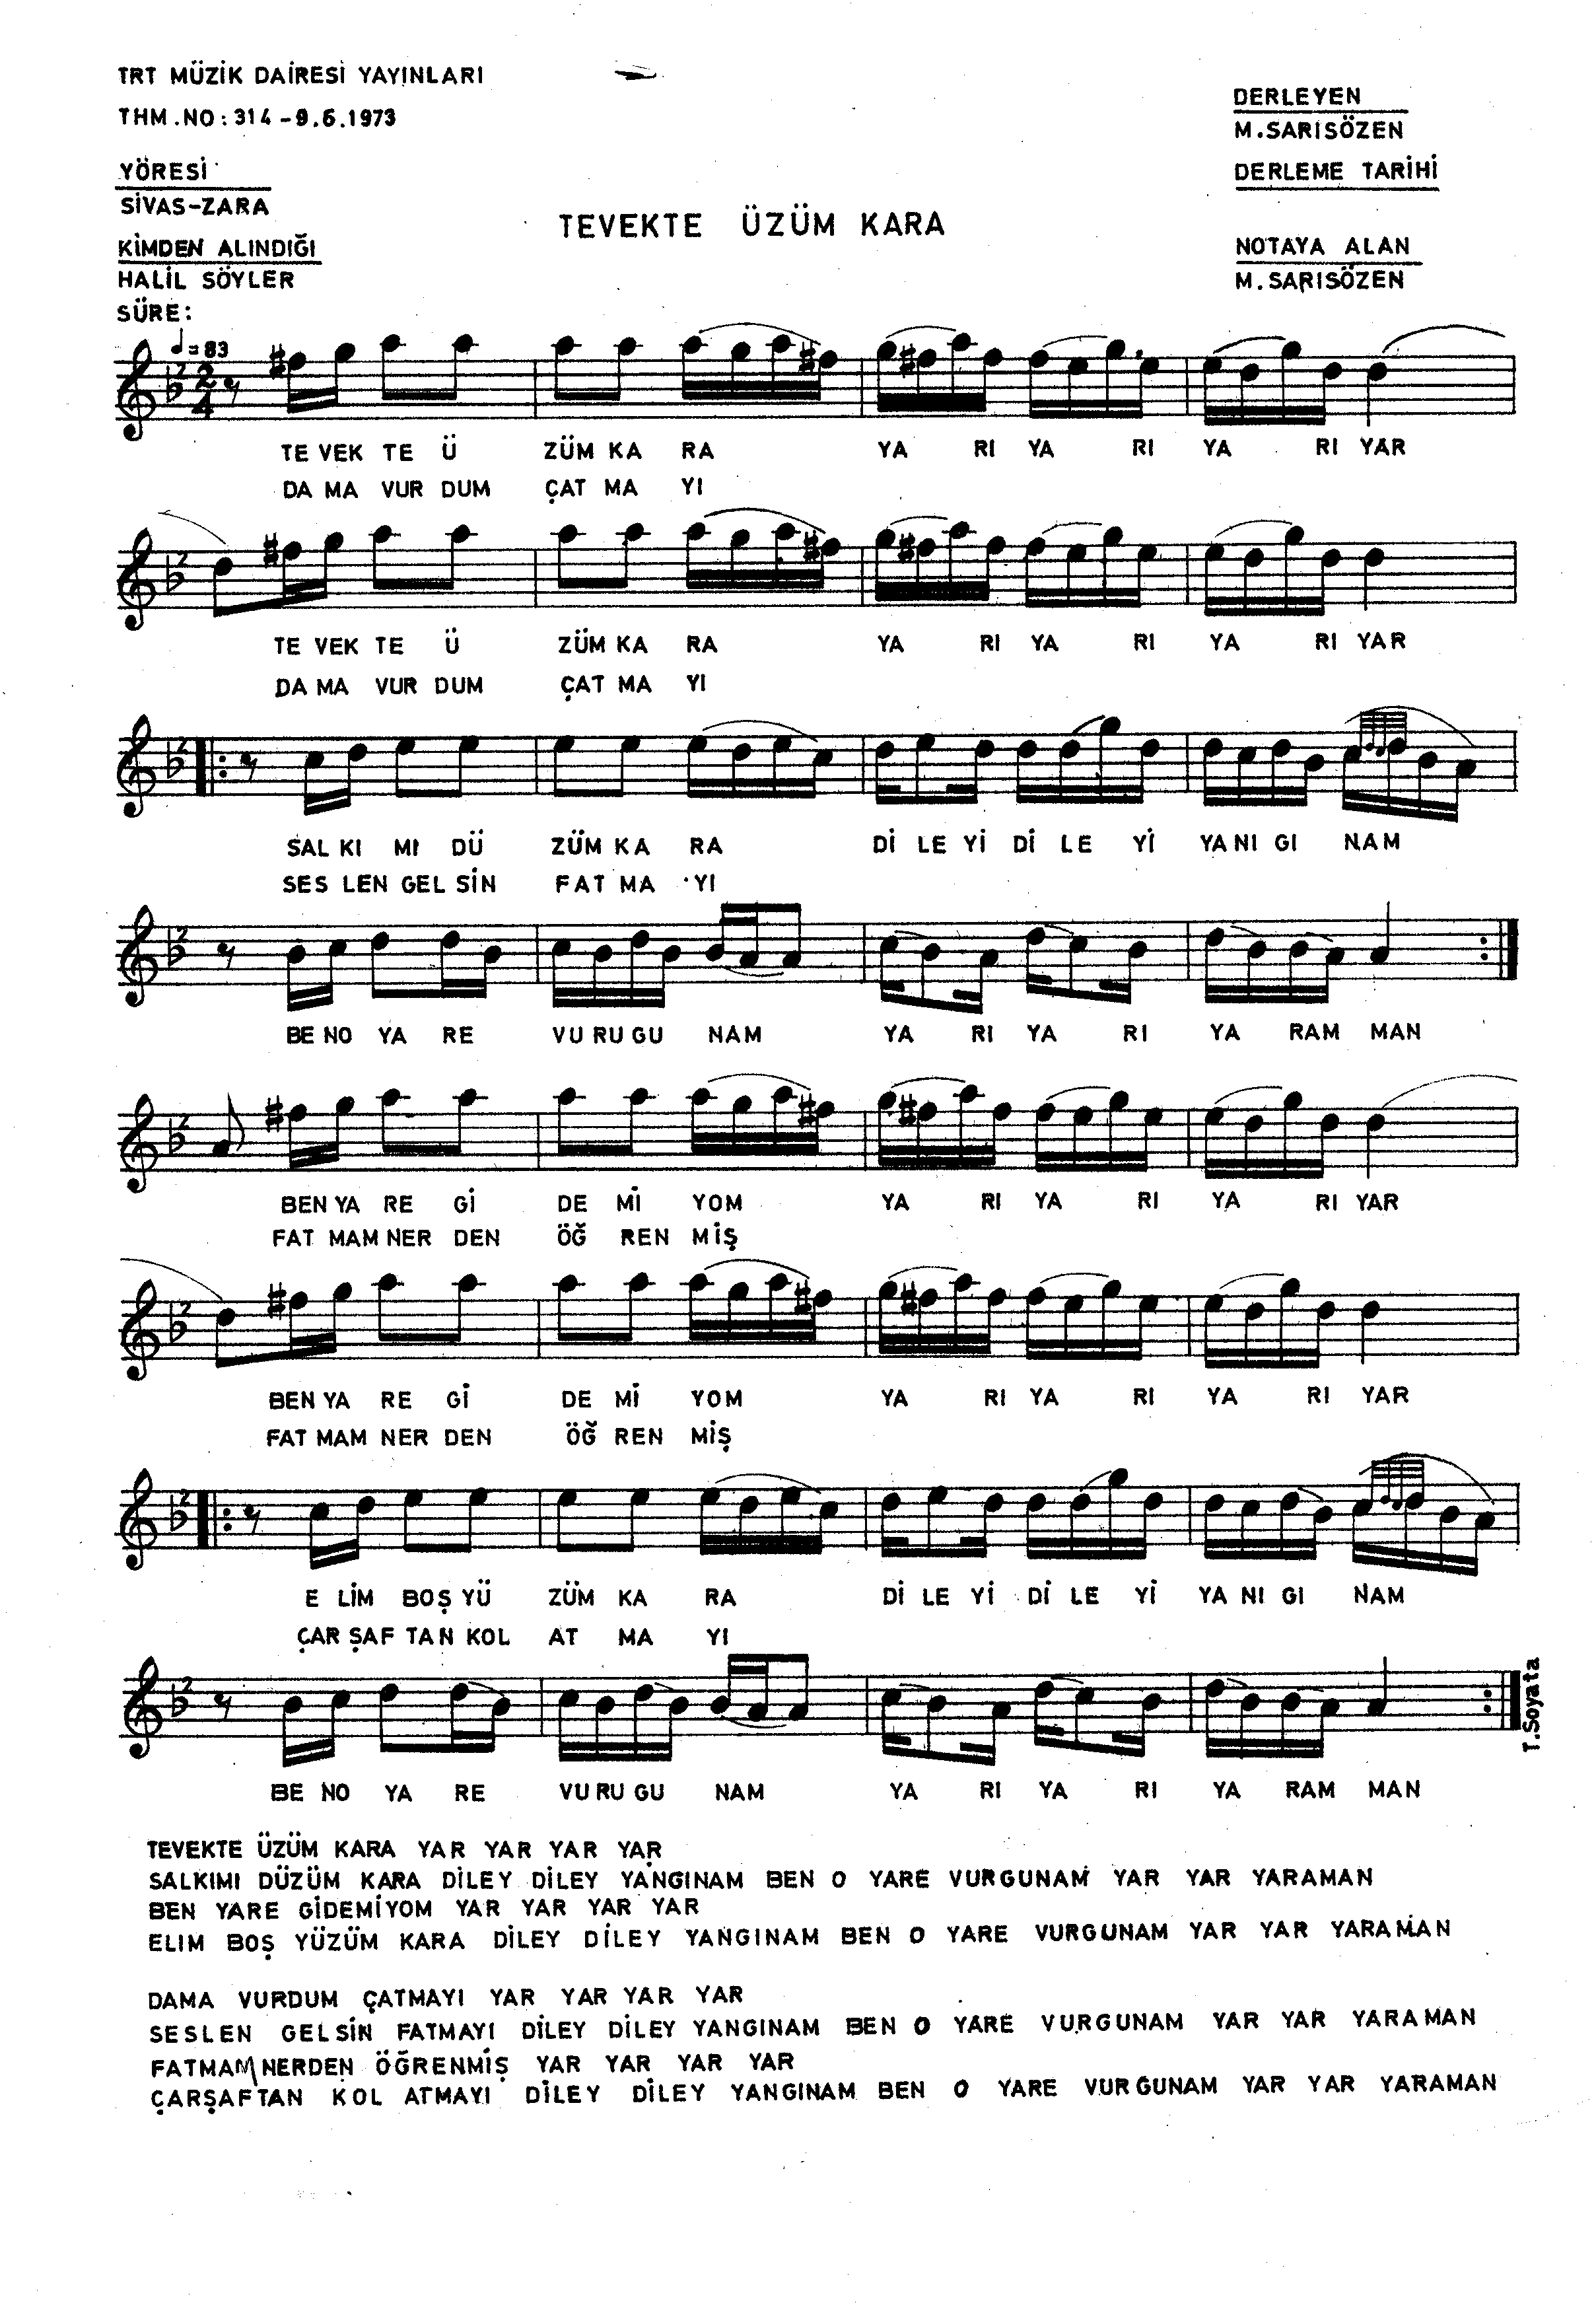 TRT MÜZİK DAİRESİ YAYINLARI
THM.NO: 314 - 9.6.1973
YÖRESİ
SİVAS-ZARA
KİMDEN ALINDIĞI
HALİL SÖYLER
SÜRE:
DERLEYEN
M.SARISÖZEN
DERLEME TARİHİ
NOTAYA ALAN
M.SARISÖZEN
TEVEKTE ÜZÜM KARA
♩=83
2
2
4
TE VEK TE Ü ZÜM KA RA YA RI YA RI YA RI YAR
DA MA VUR DUM ÇAT MA YI
2
TE VEK TE Ü ZÜM KA RA YA RI YA RI YA RI YAR
DA MA VUR DUM ÇAT MA YI
2
SAL KI MI DÜ ZÜM KA RA Dİ LE Yİ Dİ LE Yİ YA NI GI NAM
SES LEN GEL SİN FAT MA YI
2
BE NO YA RE VU RU GU NAM YA RI YA RI YA RAM MAN
2
BEN YA RE Gİ DE Mİ YOM YA RI YA RI YA RI YAR
FAT MAM NER DEN ÖĞ REN MİŞ
2
BEN YA RE Gİ DE Mİ YOM YA RI YA RI YA RI YAR
FAT MAM NER DEN ÖĞ REN MİŞ
2
E LİM BOŞ YÜ ZÜM KA RA Dİ LE Yİ Dİ LE Yİ YA NI GI NAM
ÇAR ŞAF TAN KOL AT MA YI
2
BE NO YA RE VU RU GU NAM YA RI YA RI YA RAM MAN
T.Soyata
TEVEKTE ÜZÜM KARA YAR YAR YAR YAR
SALKIMI DÜZÜM KARA DİLEY DİLEY YANGINAM BEN O YARE VURGUNAM YAR YAR YARAMAN
BEN YARE GİDEMİYOM YAR YAR YAR YAR
ELIM BOŞ YÜZÜM KARA DİLEY DİLEY YANGINAM BEN O YARE VURGUNAM YAR YAR YARAMAN
DAMA VURDUM ÇATMAYI YAR YAR YAR YAR
SESLEN GELSİN FATMAYI DİLEY DİLEY YANGINAM BEN O YARE VURGUNAM YAR YAR YARAMAN
FATMAM NERDEN ÖĞRENMİŞ YAR YAR YAR YAR
ÇARŞAFTAN KOL ATMAYI DİLEY DİLEY YANGINAM BEN O YARE VURGUNAM YAR YAR YARAMAN